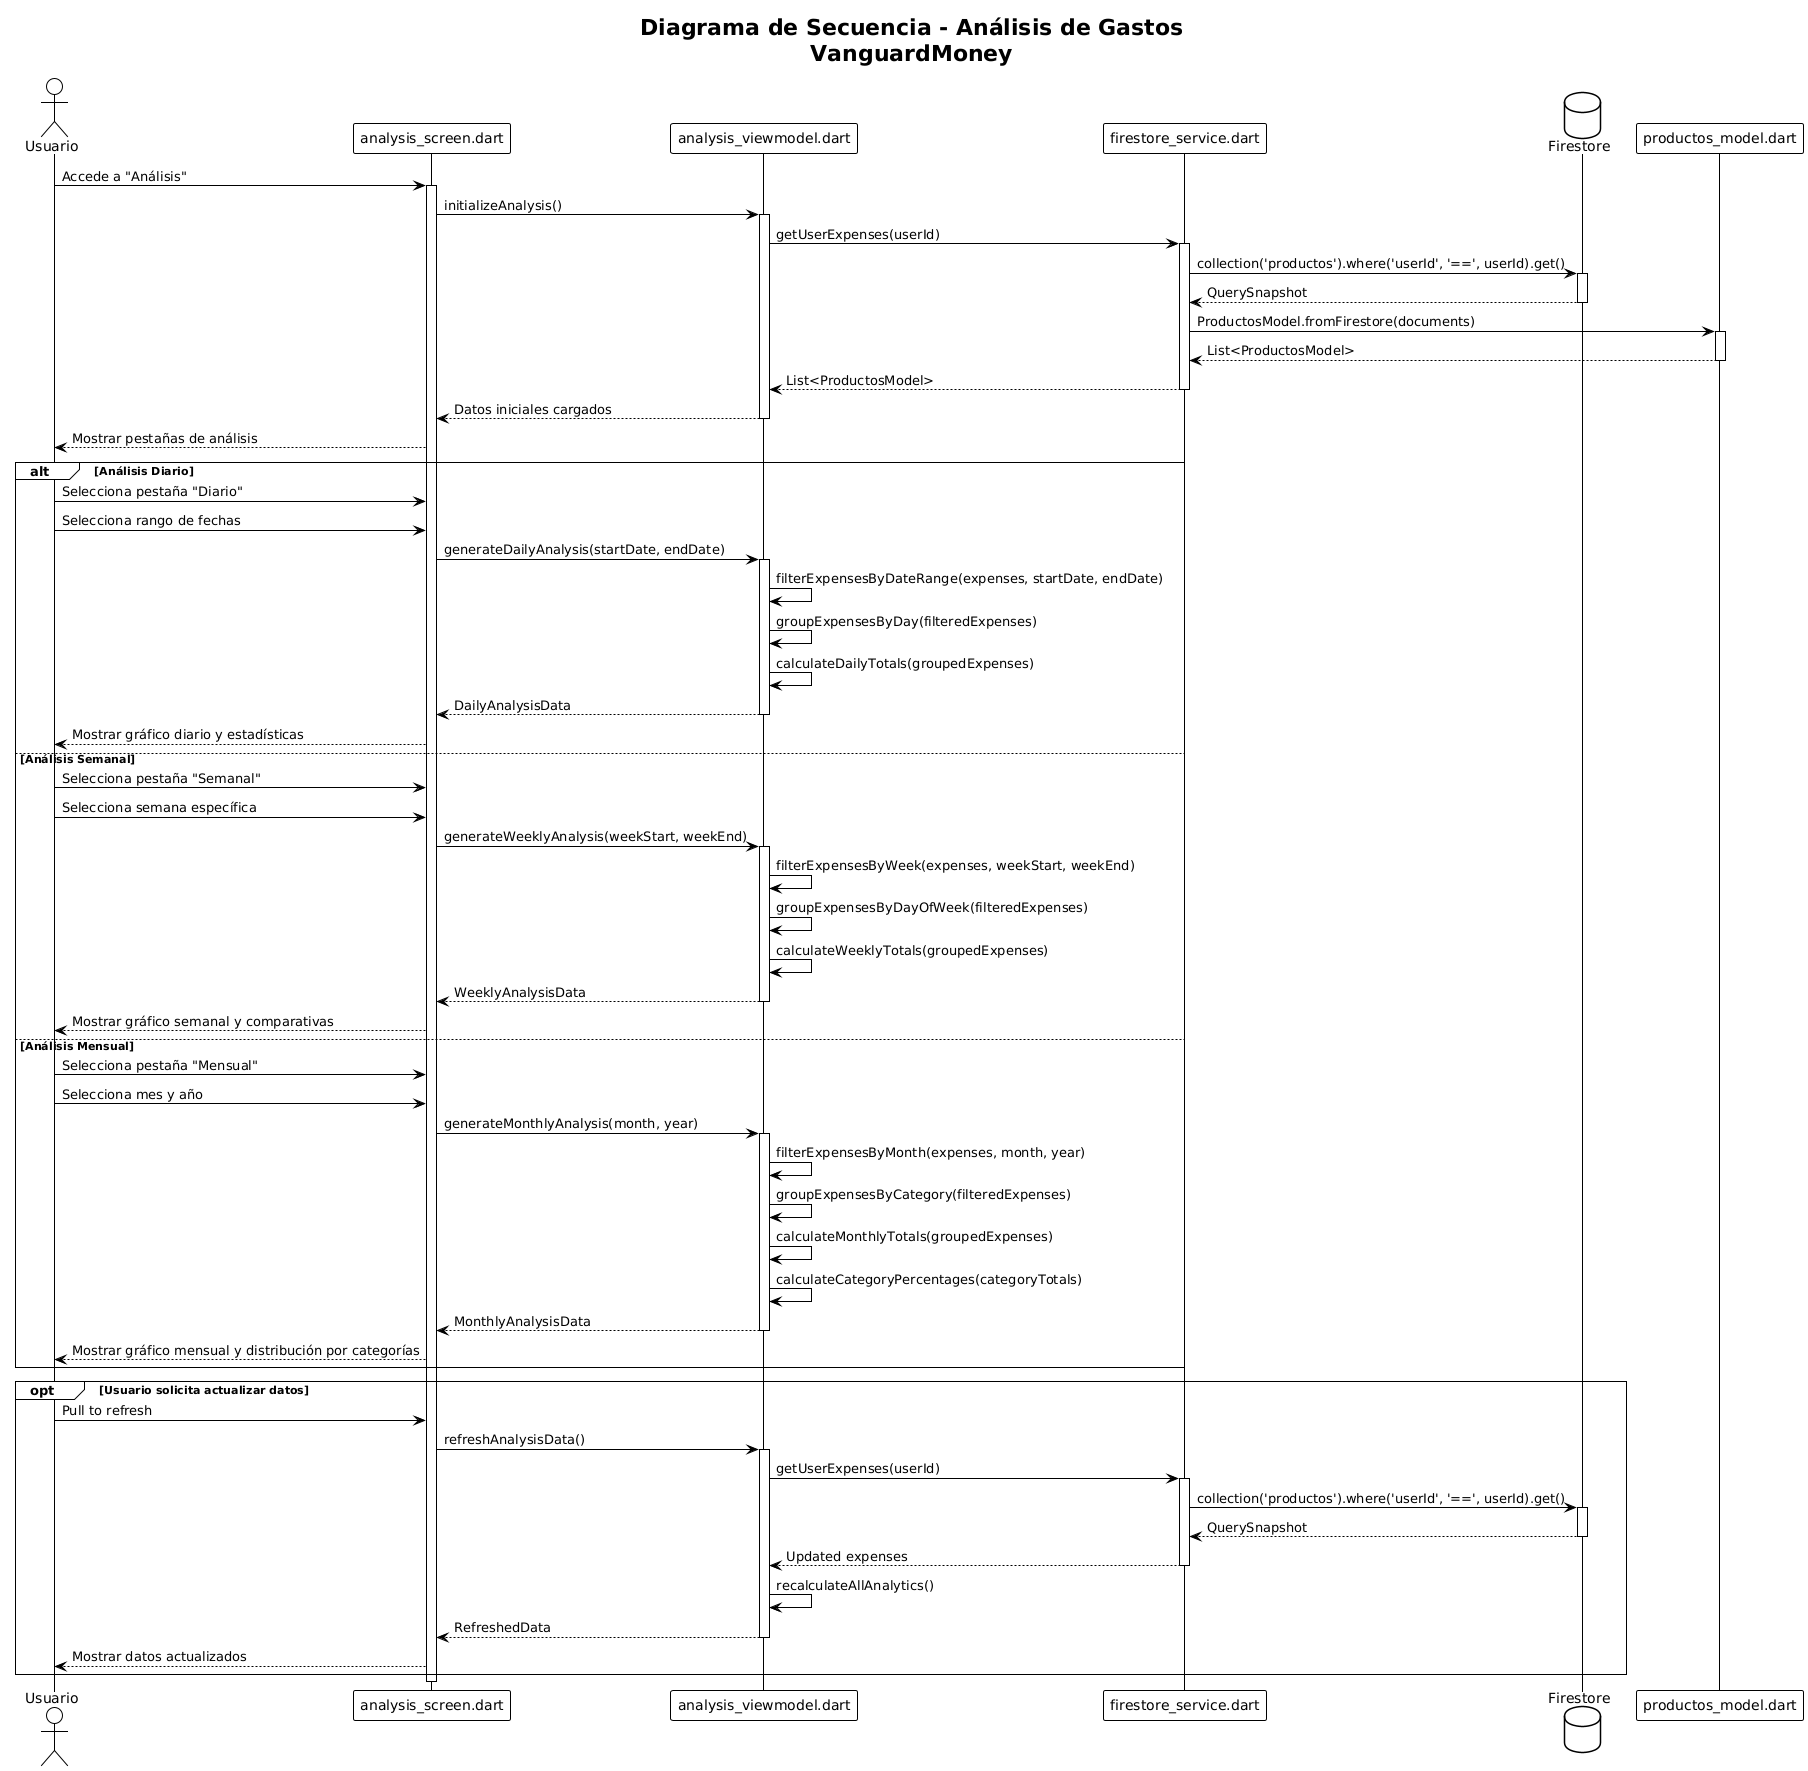 Diagrama de Secuencia - Análisis de Gastos
VanguardMoney
Usuario
analysis_screen.dart
analysis_viewmodel.dart
firestore_service.dart
Firestore
productos_model.dart
Accede a "Análisis"
initializeAnalysis()
getUserExpenses(userId)
collection('productos').where('userId', '==', userId).get()
QuerySnapshot
ProductosModel.fromFirestore(documents)
List<ProductosModel>
List<ProductosModel>
Datos iniciales cargados
Mostrar pestañas de análisis
alt [Análisis Diario]
Selecciona pestaña "Diario"
Selecciona rango de fechas
generateDailyAnalysis(startDate, endDate)
filterExpensesByDateRange(expenses, startDate, endDate)
groupExpensesByDay(filteredExpenses)
calculateDailyTotals(groupedExpenses)
DailyAnalysisData
Mostrar gráfico diario y estadísticas
[Análisis Semanal]
Selecciona pestaña "Semanal"
Selecciona semana específica
generateWeeklyAnalysis(weekStart, weekEnd)
filterExpensesByWeek(expenses, weekStart, weekEnd)
groupExpensesByDayOfWeek(filteredExpenses)
calculateWeeklyTotals(groupedExpenses)
WeeklyAnalysisData
Mostrar gráfico semanal y comparativas
[Análisis Mensual]
Selecciona pestaña "Mensual"
Selecciona mes y año
generateMonthlyAnalysis(month, year)
filterExpensesByMonth(expenses, month, year)
groupExpensesByCategory(filteredExpenses)
calculateMonthlyTotals(groupedExpenses)
calculateCategoryPercentages(categoryTotals)
MonthlyAnalysisData
Mostrar gráfico mensual y distribución por categorías
opt [Usuario solicita actualizar datos]
Pull to refresh
refreshAnalysisData()
getUserExpenses(userId)
collection('productos').where('userId', '==', userId).get()
QuerySnapshot
Updated expenses
recalculateAllAnalytics()
RefreshedData
Mostrar datos actualizados
Usuario
analysis_screen.dart
analysis_viewmodel.dart
firestore_service.dart
Firestore
productos_model.dart